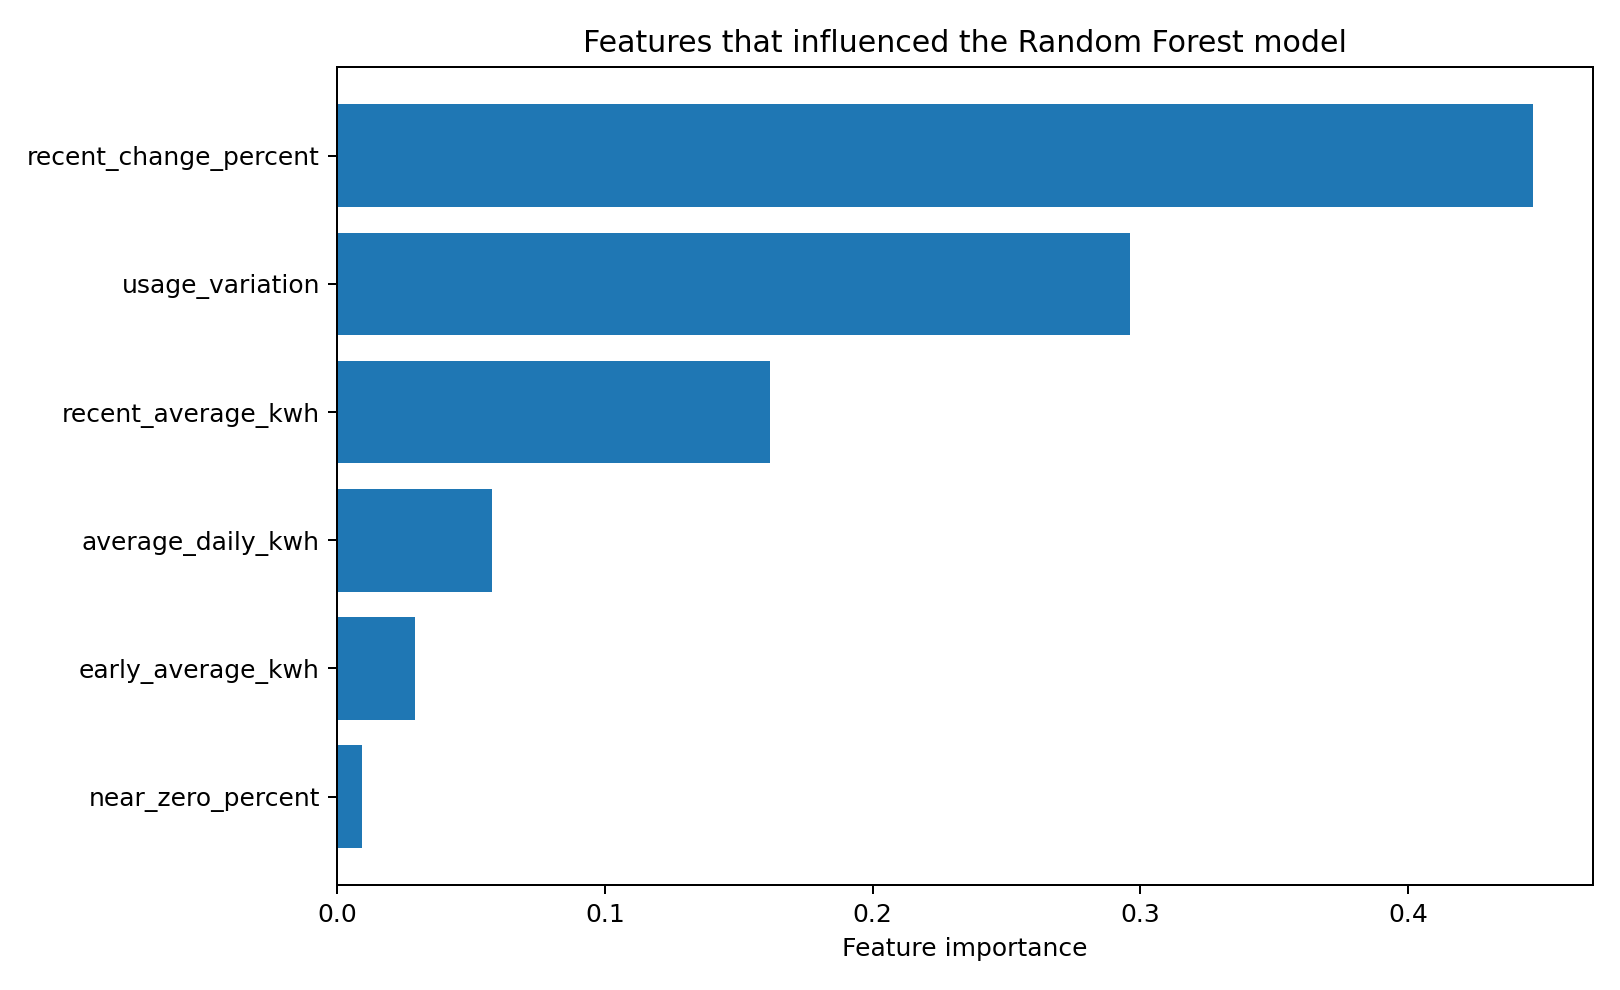 Features that influenced the Random Forest model
recent_change_percent
usage_variation
recent_average_kwh
average_daily_kwh
early_average_kwh
near_zero_percent
0.0 0.1 0.2 0.3 0.4
Feature importance